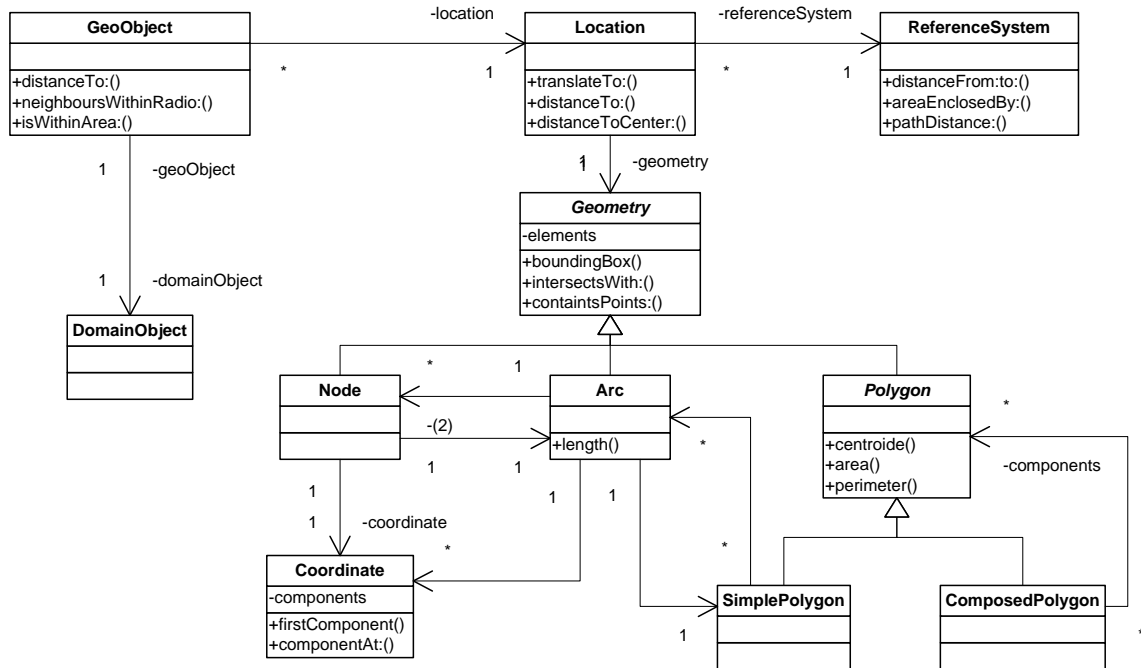 GeoObject
+distanceTo:()
+neighboursWithinRadio:()
+isWithinArea:()
-location
*
1
Location
+translateTo:()
+distanceTo:()
+distanceToCenter:()
-referenceSystem
*
1
ReferenceSystem
+distanceFrom:to:()
+areaEnclosedBy:()
+pathDistance:()
1
-geoObject
1
-domainObject
DomainObject
1
1
-geometry
Geometry
-elements
+boundingBox()
+intersectsWith:()
+containtsPoints:()
Node
*
1
-(2)
1
1
Arc
+length()
*
1
1
Polygon
+centroide()
+area()
+perimeter()
*
-components
1
1
-coordinate
*
Coordinate
-components
+firstComponent()
+componentAt:()
*
1
SimplePolygon
ComposedPolygon
*